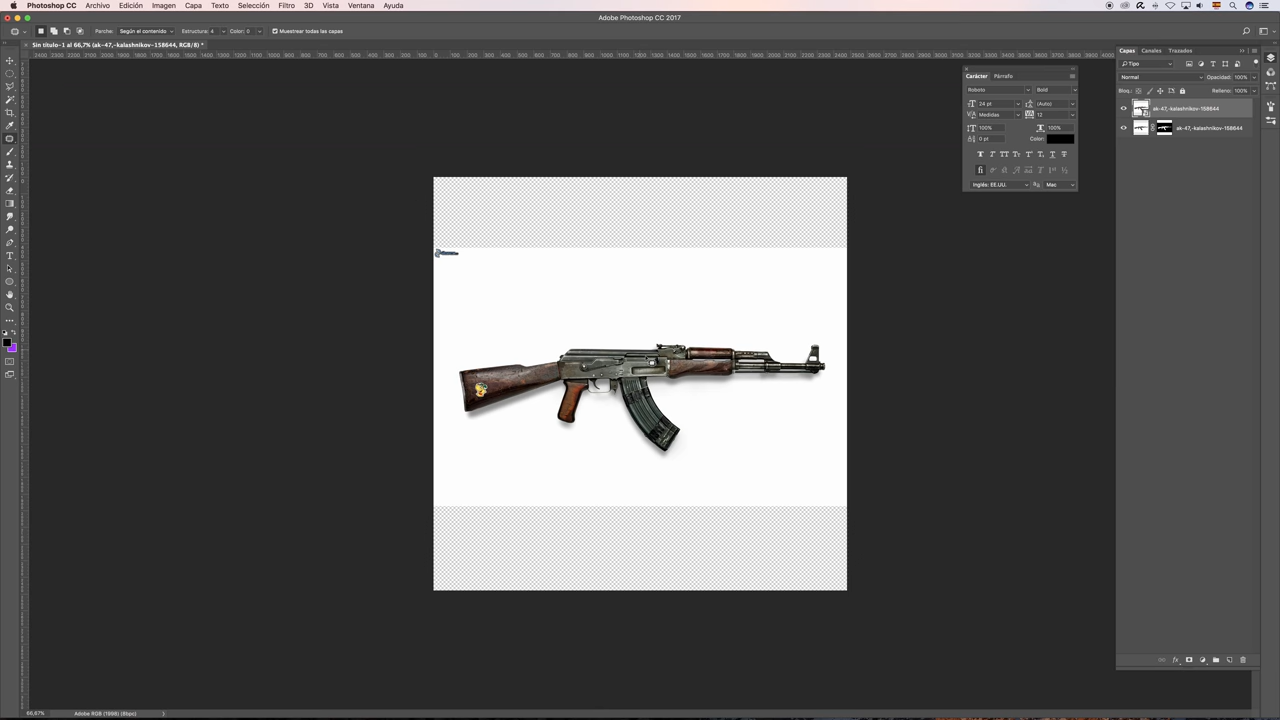 Photoshop CC Archivo Edición Imagen Capa Texto Selección Filtro 3D Vista Ventana Ayuda
Adobe Photoshop CC 2017
Parche: Según el contenido Estructura: 4 Color: 0 Muestrear todas las capas
Sin título-1 al 66,7% (ak-47,-kalashnikov-158644, RGB/8) *
Carácter Párrafo
Roboto Bold
24 pt (Auto)
Medidas 12
100% 100%
0 pt Color:
Inglés: EE.UU. Mac
Capas Canales Trazados
Tipo
Normal Opacidad: 100%
Bloq.: Relleno: 100%
ak-47,-kalashnikov-158644
ak-47,-kalashnikov-158644
66,67% Adobe RGB (1998) (8bpc)